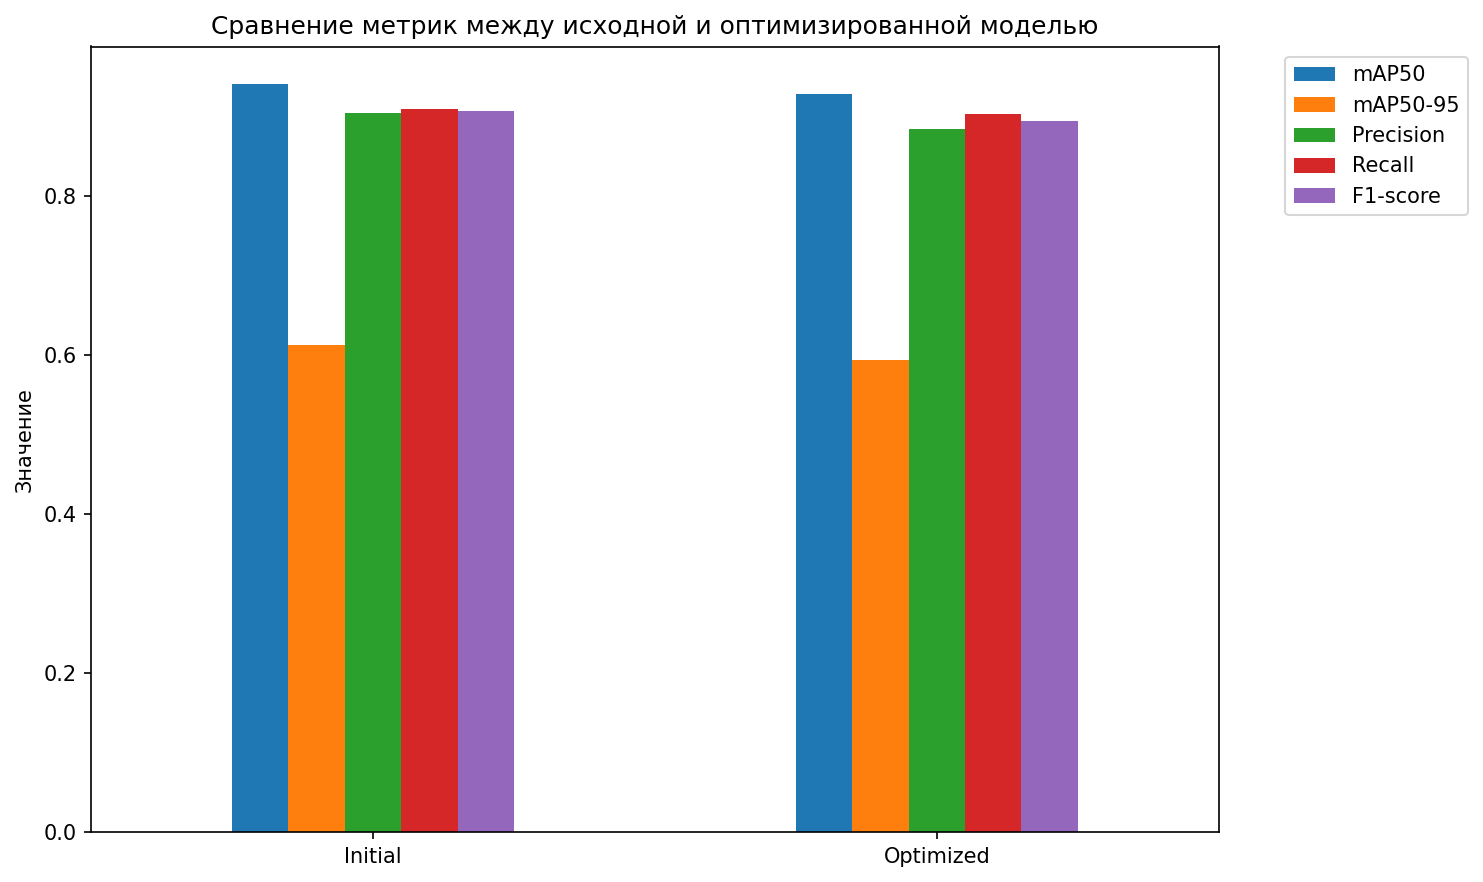 Сравнение метрик между исходной и оптимизированной моделью
mAP50
mAP50-95
Precision
Recall
F1-score
Значение
0.8
0.6
0.4
0.2
0.0
Initial
Optimized